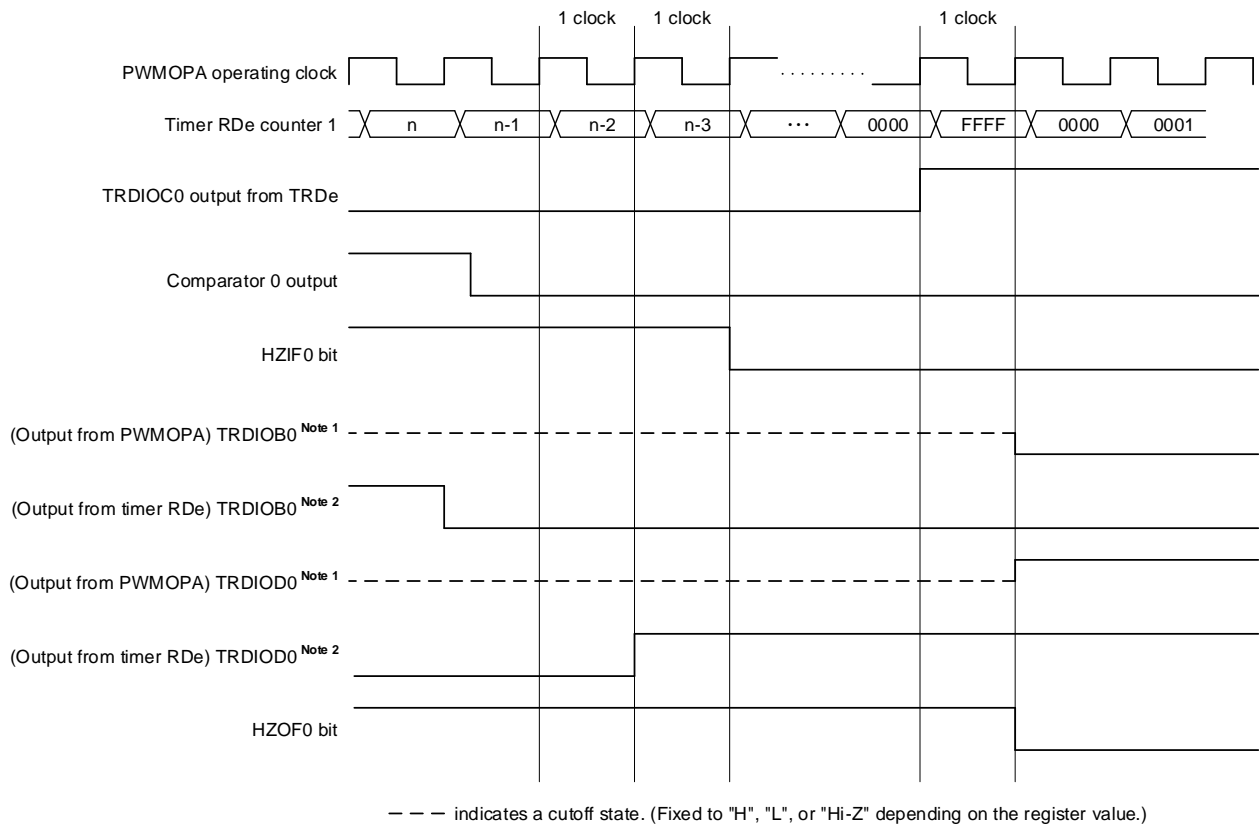 1 clock 1 clock 1 clock
PWMOPA operating clock
Timer RDe counter 1 n n-1 n-2 n-3 ··· 0000 FFFF 0000 0001
TRDIOC0 output from TRDe
Comparator 0 output
HZIF0 bit
(Output from PWMOPA) TRDIOB0 Note 1
(Output from timer RDe) TRDIOB0 Note 2
(Output from PWMOPA) TRDIOD0 Note 1
(Output from timer RDe) TRDIOD0 Note 2
HZOF0 bit
indicates a cutoff state. (Fixed to "H", "L", or "Hi-Z" depending on the register value.)